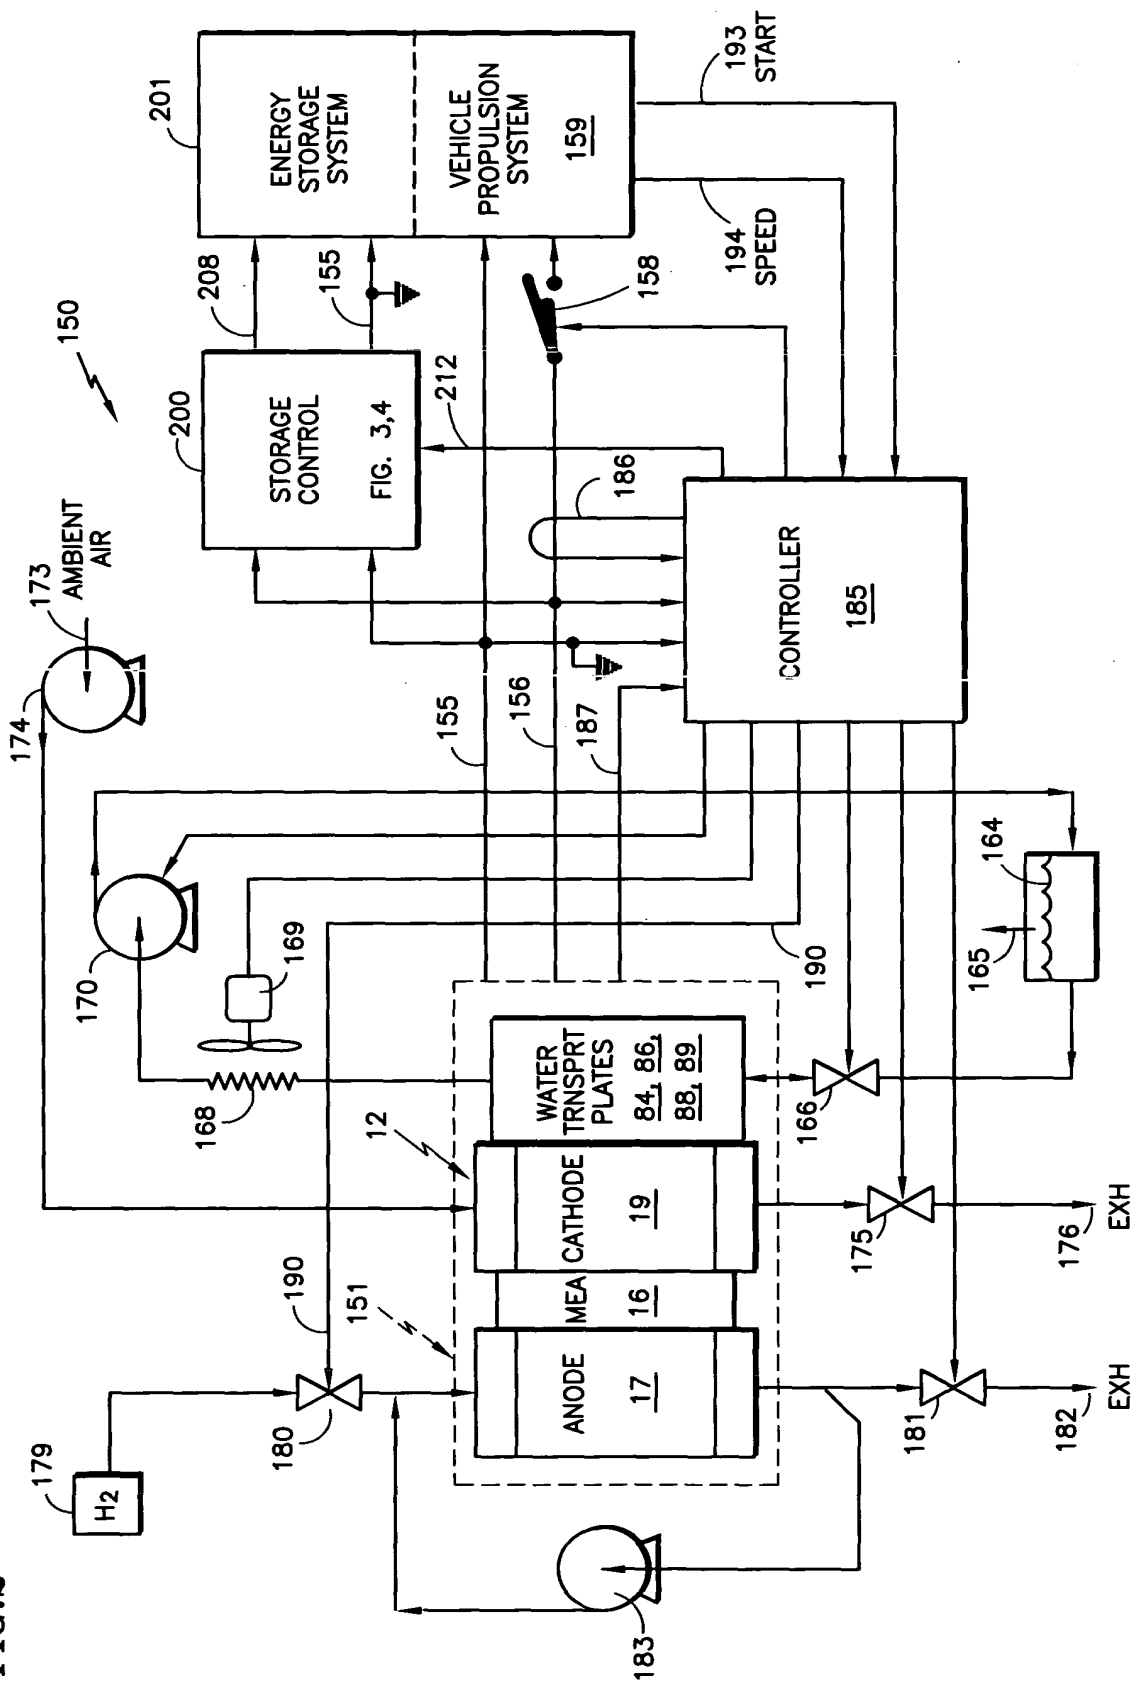 179
H2
180
190
168
169
170
174
173
AMBIENT
AIR
150
200
STORAGE
CONTROL
FIG. 3,4
208
155
201
ENERGY
STORAGE
SYSTEM
VEHICLE
PROPULSION
SYSTEM
159
151
12
155
156
187
186
212
158
183
ANODE
17
MEA
16
CATHODE
19
WATER
TRNSPRT
PLATES
84, 86,
88, 89
190
CONTROLLER
185
194
SPEED
193
START
181
182
EXH
175
176
EXH
166
165
164